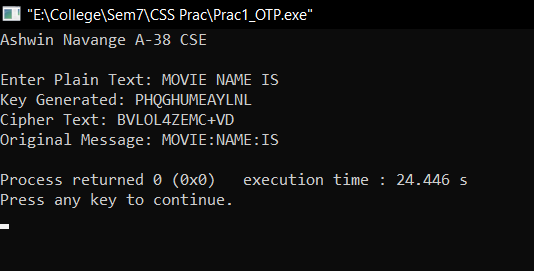 "E:\College\Sem7\CSS Prac\Prac1_OTP.exe"
Ashwin Navange A-38 CSE
Enter Plain Text: MOVIE NAME IS
Key Generated: PHQGHUMEAYLNL
Cipher Text: BVLOL4ZEMC+VD
Original Message: MOVIE:NAME:IS
Process returned 0 (0x0)   execution time : 24.446 s
Press any key to continue.